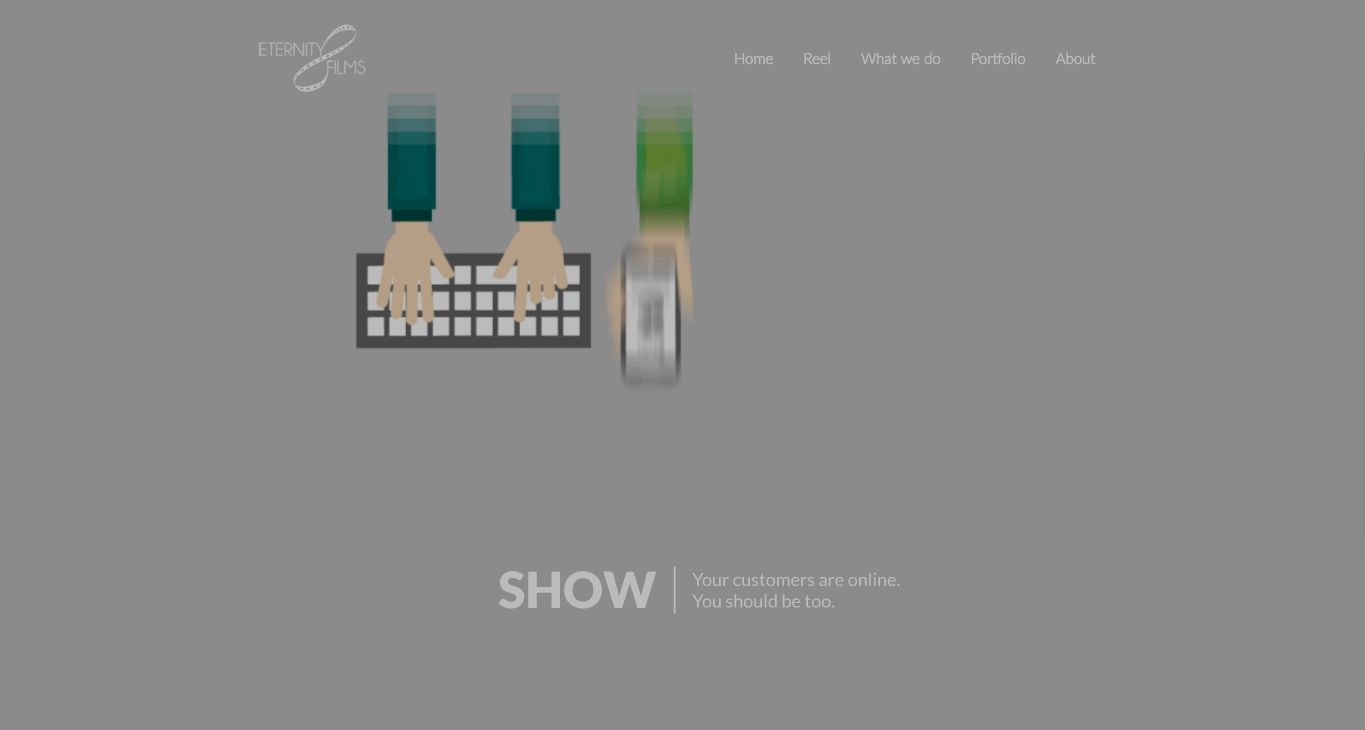 ETERNITY
FILMS
Home Reel What we do Portfolio About
SHOW
Your customers are online.
You should be too.